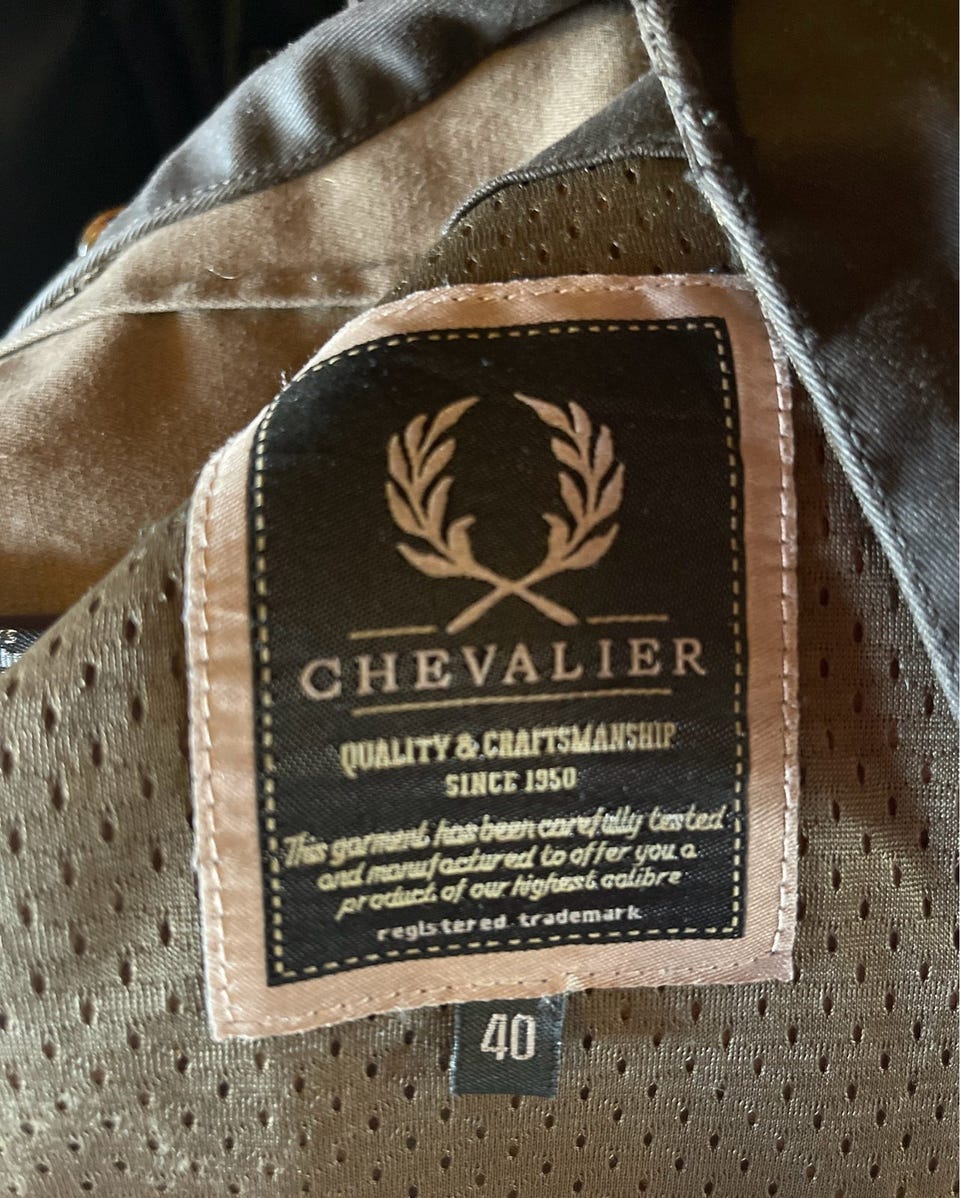 CHEVALIER
QUALITY & CRAFTSMANSHIP
SINCE 1950
This garment has been carefully tested
and manufactured to offer you a
product of our highest calibre
registered trademark
40